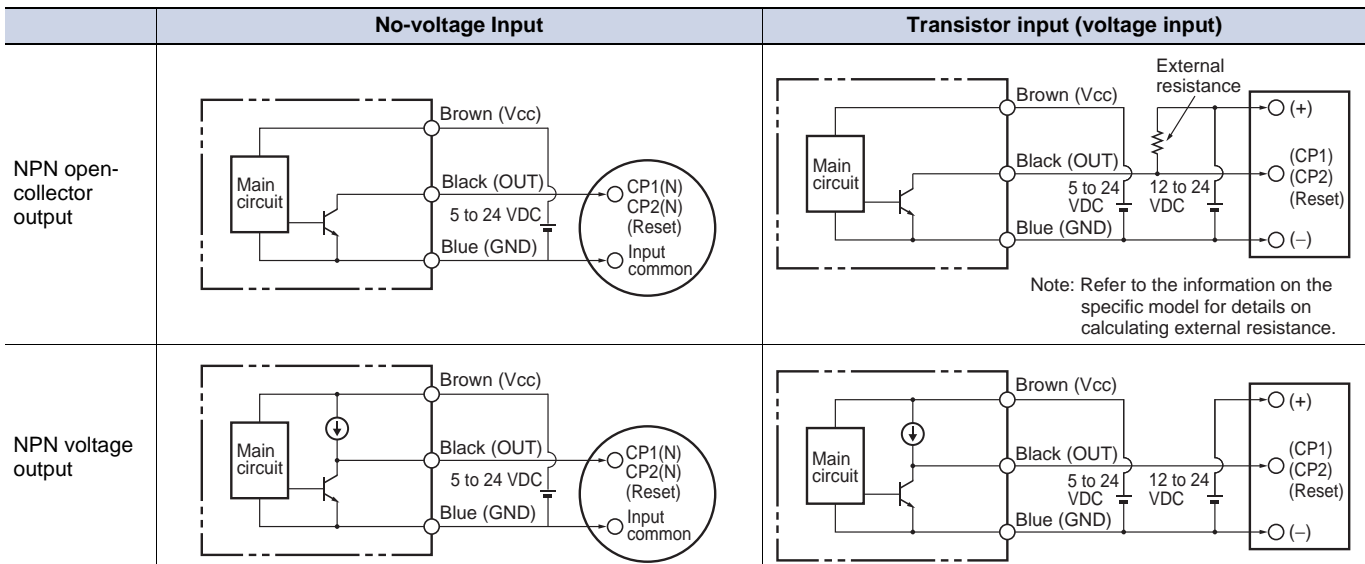 No-voltage Input
Transistor input (voltage input)
NPN open-
collector
output
Main
circuit
Brown (Vcc)
Black (OUT)
5 to 24 VDC
Blue (GND)
CP1(N)
CP2(N)
(Reset)
Input
common
Main
circuit
Brown (Vcc)
Black (OUT)
5 to 24
VDC
12 to 24
VDC
Blue (GND)
External
resistance
(+)
(CP1)
(CP2)
(Reset)
(−)
Note: Refer to the information on the
specific model for details on
calculating external resistance.
NPN voltage
output
Main
circuit
Brown (Vcc)
Black (OUT)
5 to 24 VDC
Blue (GND)
CP1(N)
CP2(N)
(Reset)
Input
common
Main
circuit
Brown (Vcc)
Black (OUT)
5 to 24
VDC
12 to 24
VDC
Blue (GND)
(+)
(CP1)
(CP2)
(Reset)
(−)